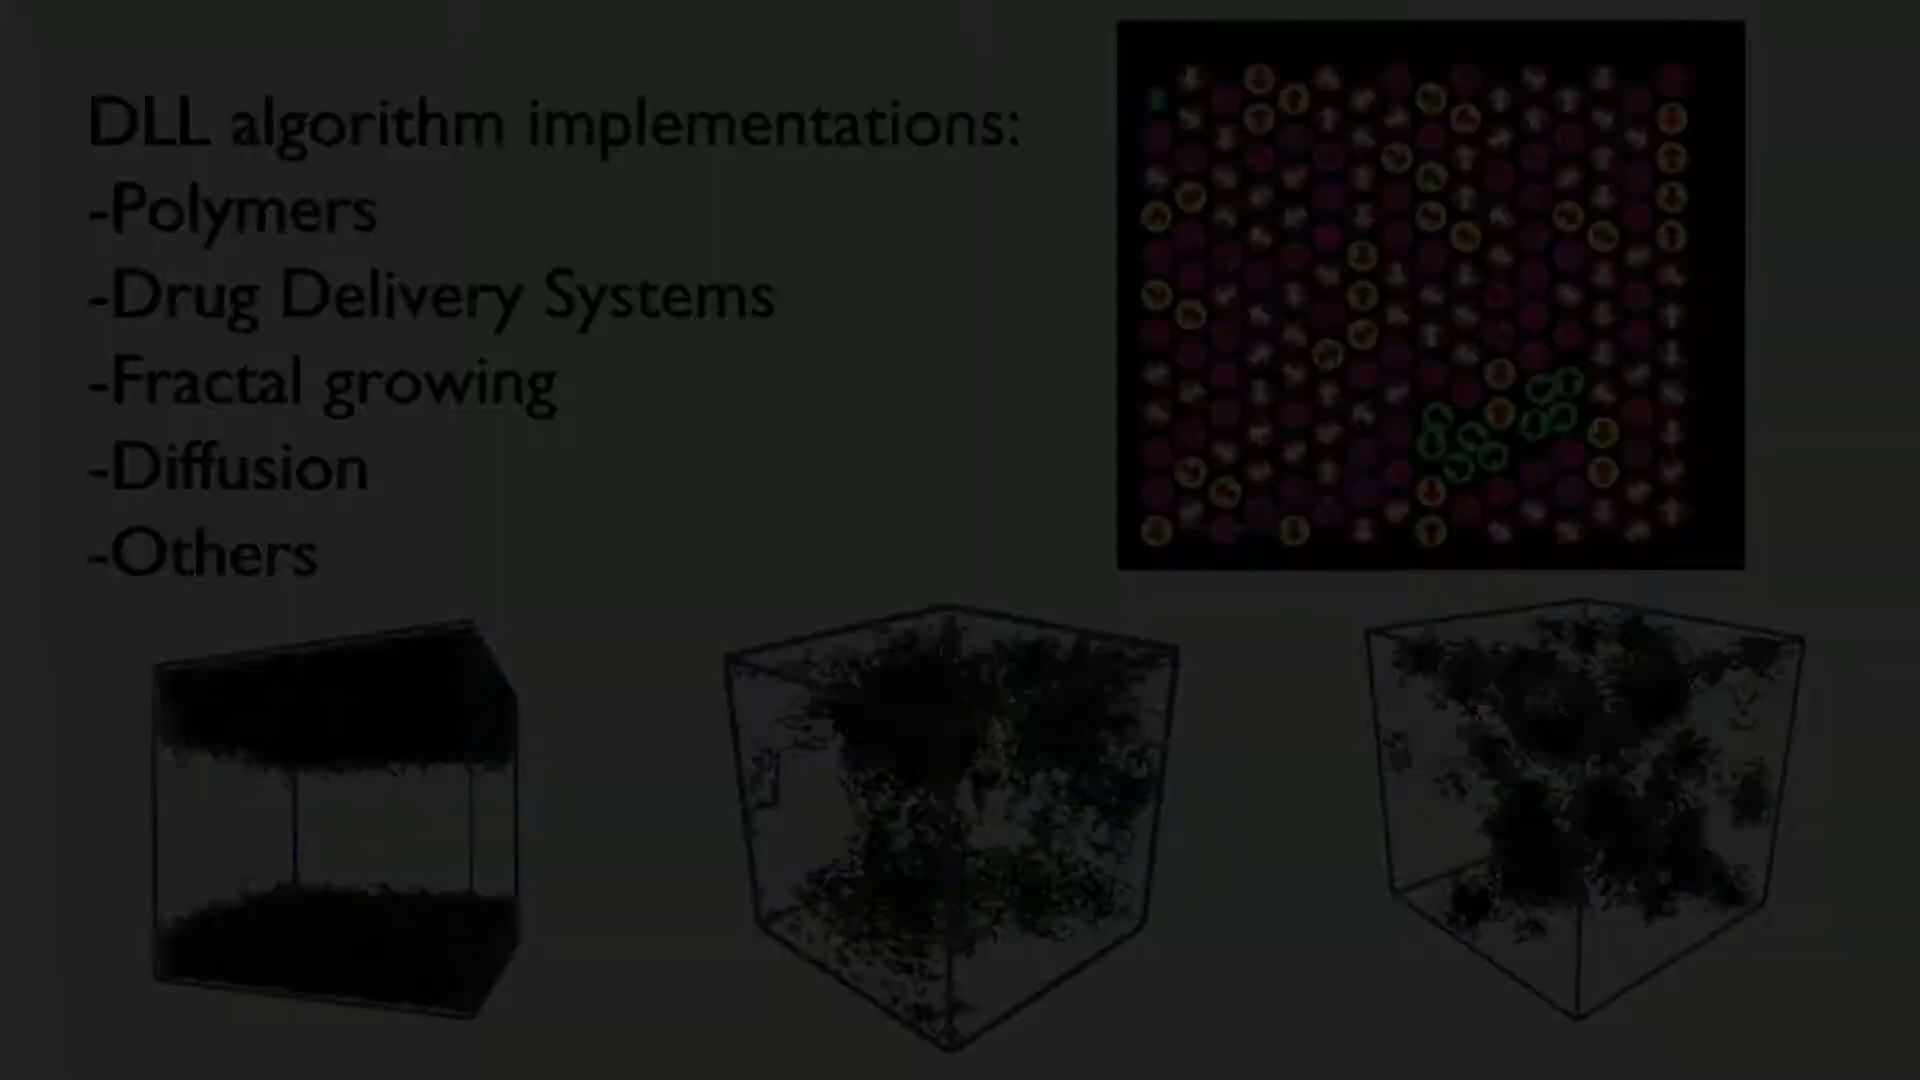 DLL algorithm implementations:
-Polymers
-Drug Delivery Systems
-Fractal growing
-Diffusion
-Others